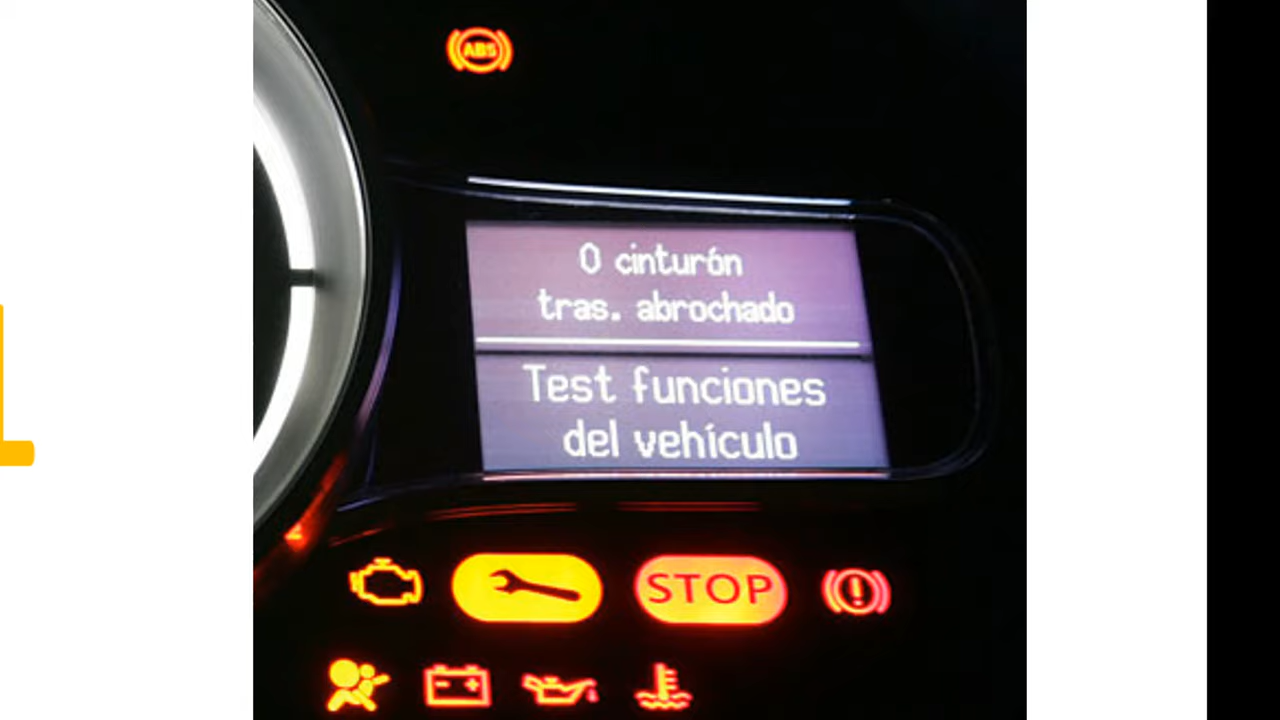 ABS
0 cinturón
tras. abrochado
Test funciones
del vehículo
STOP